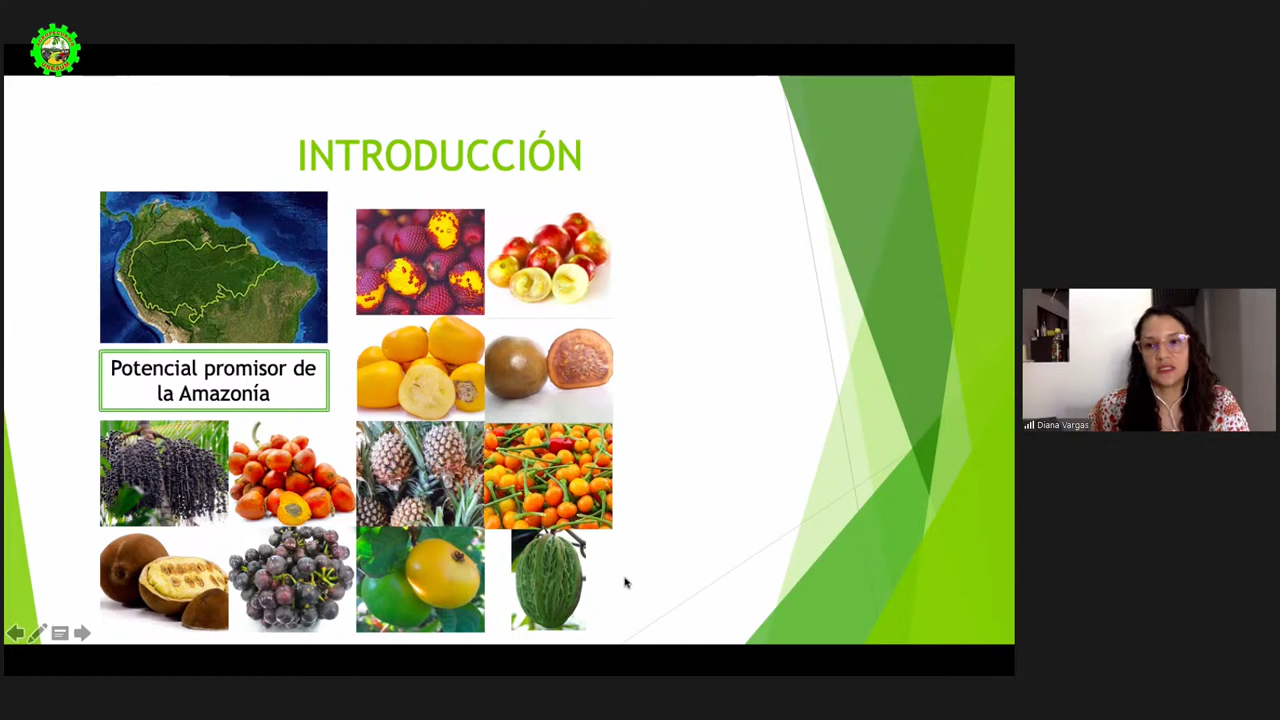 INTRODUCCIÓN
Potencial promisor de
la Amazonía
Diana Vargas